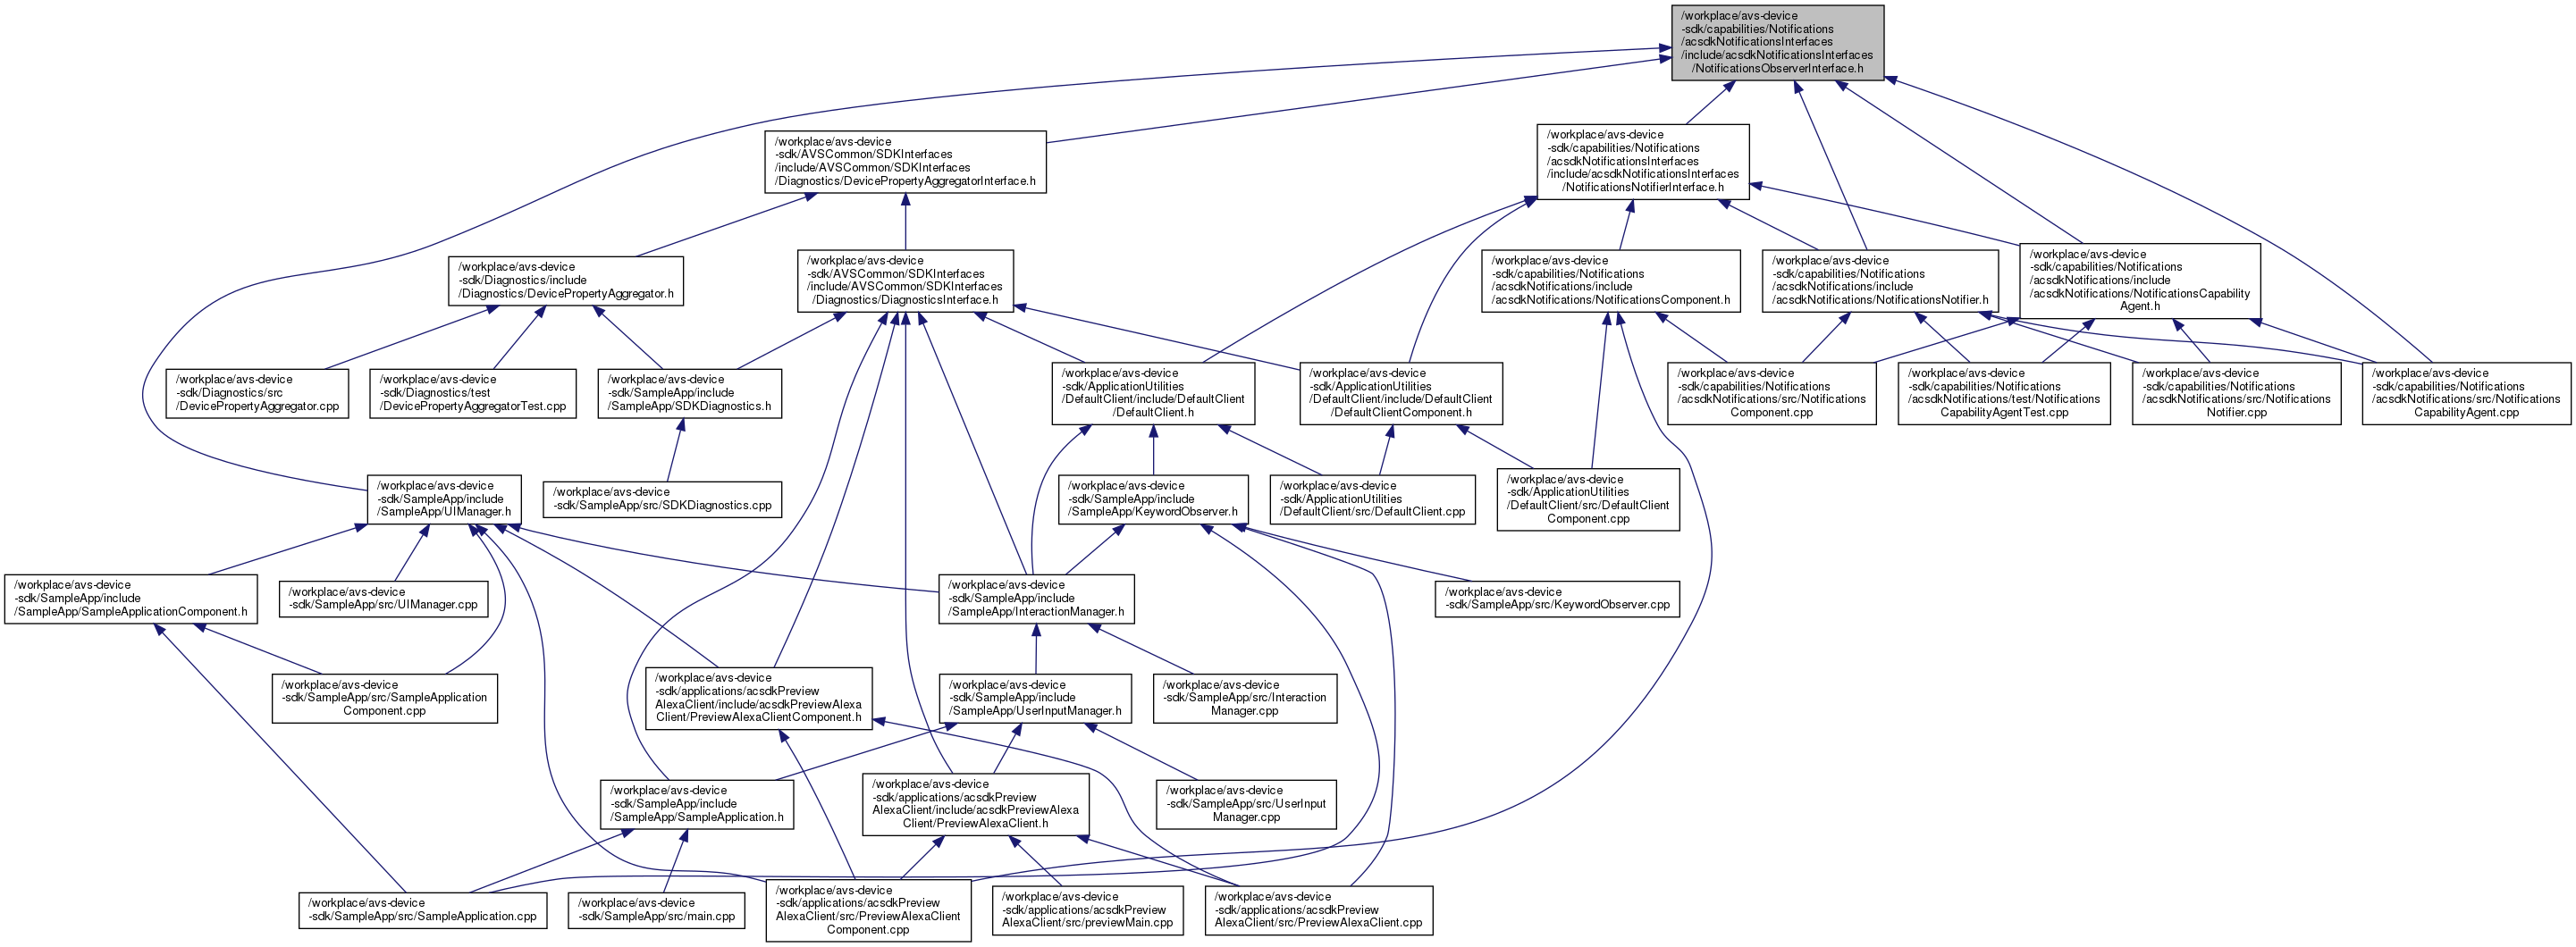 /workplace/avs-device
-sdk/capabilities/Notifications
/acsdkNotificationsInterfaces
/include/acsdkNotificationsInterfaces
/NotificationsObserverInterface.h
/workplace/avs-device
-sdk/AVSCommon/SDKInterfaces
/include/AVSCommon/SDKInterfaces
/Diagnostics/DevicePropertyAggregatorInterface.h
/workplace/avs-device
-sdk/capabilities/Notifications
/acsdkNotificationsInterfaces
/include/acsdkNotificationsInterfaces
/NotificationsNotifierInterface.h
/workplace/avs-device
-sdk/Diagnostics/include
/Diagnostics/DevicePropertyAggregator.h
/workplace/avs-device
-sdk/AVSCommon/SDKInterfaces
/include/AVSCommon/SDKInterfaces
/Diagnostics/DiagnosticsInterface.h
/workplace/avs-device
-sdk/capabilities/Notifications
/acsdkNotifications/include
/acsdkNotifications/NotificationsComponent.h
/workplace/avs-device
-sdk/capabilities/Notifications
/acsdkNotifications/include
/acsdkNotifications/NotificationsNotifier.h
/workplace/avs-device
-sdk/capabilities/Notifications
/acsdkNotifications/include
/acsdkNotifications/NotificationsCapability
Agent.h
/workplace/avs-device
-sdk/Diagnostics/src
/DevicePropertyAggregator.cpp
/workplace/avs-device
-sdk/Diagnostics/test
/DevicePropertyAggregatorTest.cpp
/workplace/avs-device
-sdk/SampleApp/include
/SampleApp/SDKDiagnostics.h
/workplace/avs-device
-sdk/ApplicationUtilities
/DefaultClient/include/DefaultClient
/DefaultClient.h
/workplace/avs-device
-sdk/ApplicationUtilities
/DefaultClient/include/DefaultClient
/DefaultClientComponent.h
/workplace/avs-device
-sdk/capabilities/Notifications
/acsdkNotifications/src/Notifications
Component.cpp
/workplace/avs-device
-sdk/capabilities/Notifications
/acsdkNotifications/test/Notifications
CapabilityAgentTest.cpp
/workplace/avs-device
-sdk/capabilities/Notifications
/acsdkNotifications/src/Notifications
Notifier.cpp
/workplace/avs-device
-sdk/capabilities/Notifications
/acsdkNotifications/src/Notifications
CapabilityAgent.cpp
/workplace/avs-device
-sdk/SampleApp/include
/SampleApp/UIManager.h
/workplace/avs-device
-sdk/SampleApp/src/SDKDiagnostics.cpp
/workplace/avs-device
-sdk/SampleApp/include
/SampleApp/KeywordObserver.h
/workplace/avs-device
-sdk/ApplicationUtilities
/DefaultClient/src/DefaultClient.cpp
/workplace/avs-device
-sdk/ApplicationUtilities
/DefaultClient/src/DefaultClient
Component.cpp
/workplace/avs-device
-sdk/SampleApp/include
/SampleApp/SampleApplicationComponent.h
/workplace/avs-device
-sdk/SampleApp/src/UIManager.cpp
/workplace/avs-device
-sdk/SampleApp/include
/SampleApp/InteractionManager.h
/workplace/avs-device
-sdk/SampleApp/src/KeywordObserver.cpp
/workplace/avs-device
-sdk/SampleApp/src/SampleApplication
Component.cpp
/workplace/avs-device
-sdk/applications/acsdkPreview
AlexaClient/include/acsdkPreviewAlexa
Client/PreviewAlexaClientComponent.h
/workplace/avs-device
-sdk/SampleApp/include
/SampleApp/UserInputManager.h
/workplace/avs-device
-sdk/SampleApp/src/Interaction
Manager.cpp
/workplace/avs-device
-sdk/SampleApp/include
/SampleApp/SampleApplication.h
/workplace/avs-device
-sdk/applications/acsdkPreview
AlexaClient/include/acsdkPreviewAlexa
Client/PreviewAlexaClient.h
/workplace/avs-device
-sdk/SampleApp/src/UserInput
Manager.cpp
/workplace/avs-device
-sdk/SampleApp/src/SampleApplication.cpp
/workplace/avs-device
-sdk/SampleApp/src/main.cpp
/workplace/avs-device
-sdk/applications/acsdkPreview
AlexaClient/src/PreviewAlexaClient
Component.cpp
/workplace/avs-device
-sdk/applications/acsdkPreview
AlexaClient/src/previewMain.cpp
/workplace/avs-device
-sdk/applications/acsdkPreview
AlexaClient/src/PreviewAlexaClient.cpp